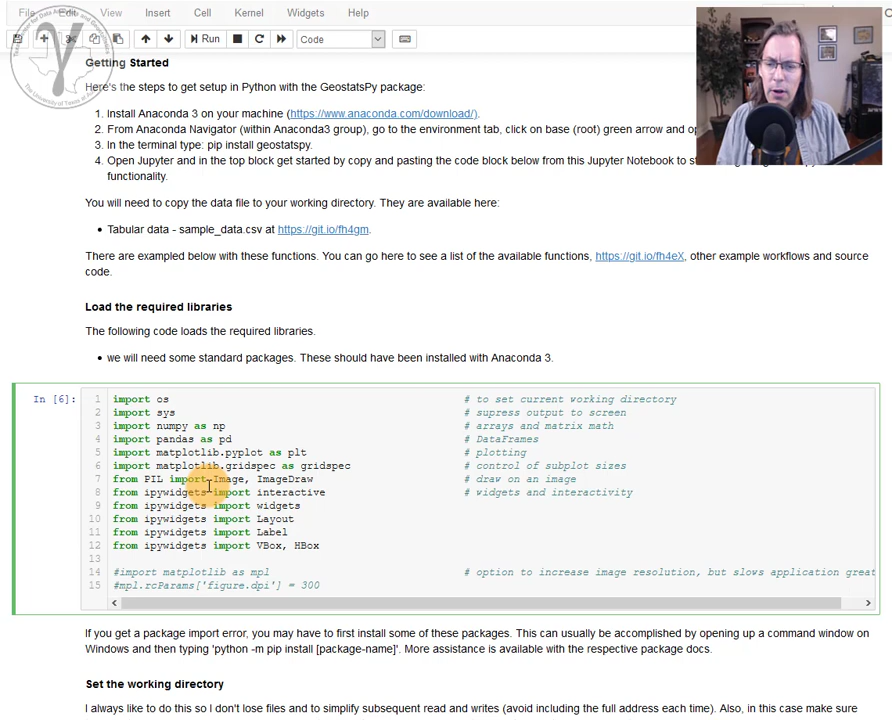 File Edit View Insert Cell Kernel Widgets Help
Run Code
Getting Started
Here's the steps to get setup in Python with the GeostatsPy package:
1. Install Anaconda 3 on your machine (https://www.anaconda.com/download/).
2. From Anaconda Navigator (within Anaconda3 group), go to the environment tab, click on base (root) green arrow and
3. In the terminal type: pip install geostatspy.
4. Open Jupyter and in the top block get started by copy and pasting the code block below from this Jupyter Notebook to
functionality.
You will need to copy the data file to your working directory. They are available here:
• Tabular data - sample_data.csv at https://git.io/fh4gm.
There are exampled below with these functions. You can go here to see a list of the available functions, https://git.io/fh4eX, other example workflows and source
code.
Load the required libraries
The following code loads the required libraries.
• we will need some standard packages. These should have been installed with Anaconda 3.
In [6]:
1 import os # to set current working directory
2 import sys # supress output to screen
3 import numpy as np # arrays and matrix math
4 import pandas as pd # DataFrames
5 import matplotlib.pyplot as plt # plotting
6 import matplotlib.gridspec as gridspec # control of subplot sizes
7 from PIL import Image, ImageDraw # draw on an image
8 from ipywidgets import interactive # widgets and interactivity
9 from ipywidgets import widgets
10 from ipywidgets import Layout
11 from ipywidgets import Label
12 from ipywidgets import VBox, HBox
13
14 #import matplotlib as mpl # option to increase image resolution, but slows application great
15 #mpl.rcParams['figure.dpi'] = 300
If you get a package import error, you may have to first install some of these packages. This can usually be accomplished by opening up a command window on
Windows and then typing 'python -m pip install [package-name]'. More assistance is available with the respective package docs.
Set the working directory
I always like to do this so I don't lose files and to simplify subsequent read and writes (avoid including the full address each time). Also, in this case make sure